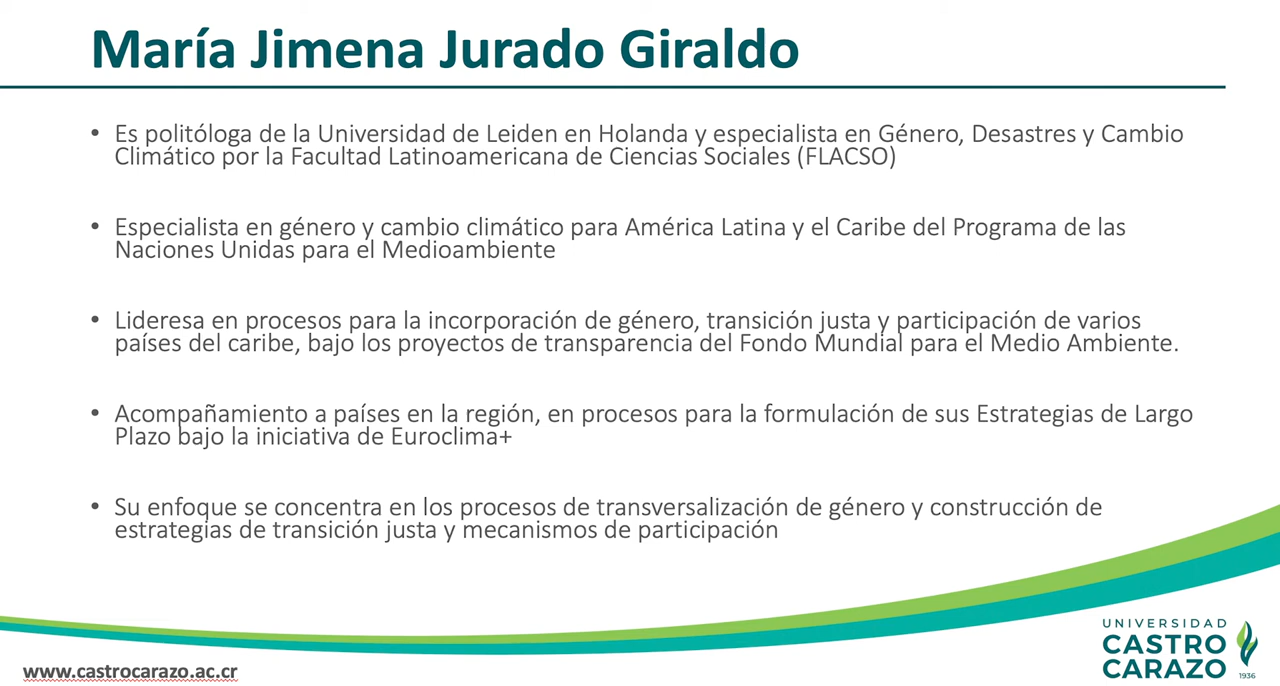 María Jimena Jurado Giraldo
• Es politóloga de la Universidad de Leiden en Holanda y especialista en Género, Desastres y Cambio
Climático por la Facultad Latinoamericana de Ciencias Sociales (FLACSO)
• Especialista en género y cambio climático para América Latina y el Caribe del Programa de las
Naciones Unidas para el Medioambiente
• Lideresa en procesos para la incorporación de género, transición justa y participación de varios
países del caribe, bajo los proyectos de transparencia del Fondo Mundial para el Medio Ambiente.
• Acompañamiento a países en la región, en procesos para la formulación de sus Estrategias de Largo
Plazo bajo la iniciativa de Euroclima+
• Su enfoque se concentra en los procesos de transversalización de género y construcción de
estrategias de transición justa y mecanismos de participación
www.castrocarazo.ac.cr
UNIVERSIDAD
CASTRO
CARAZO
1936